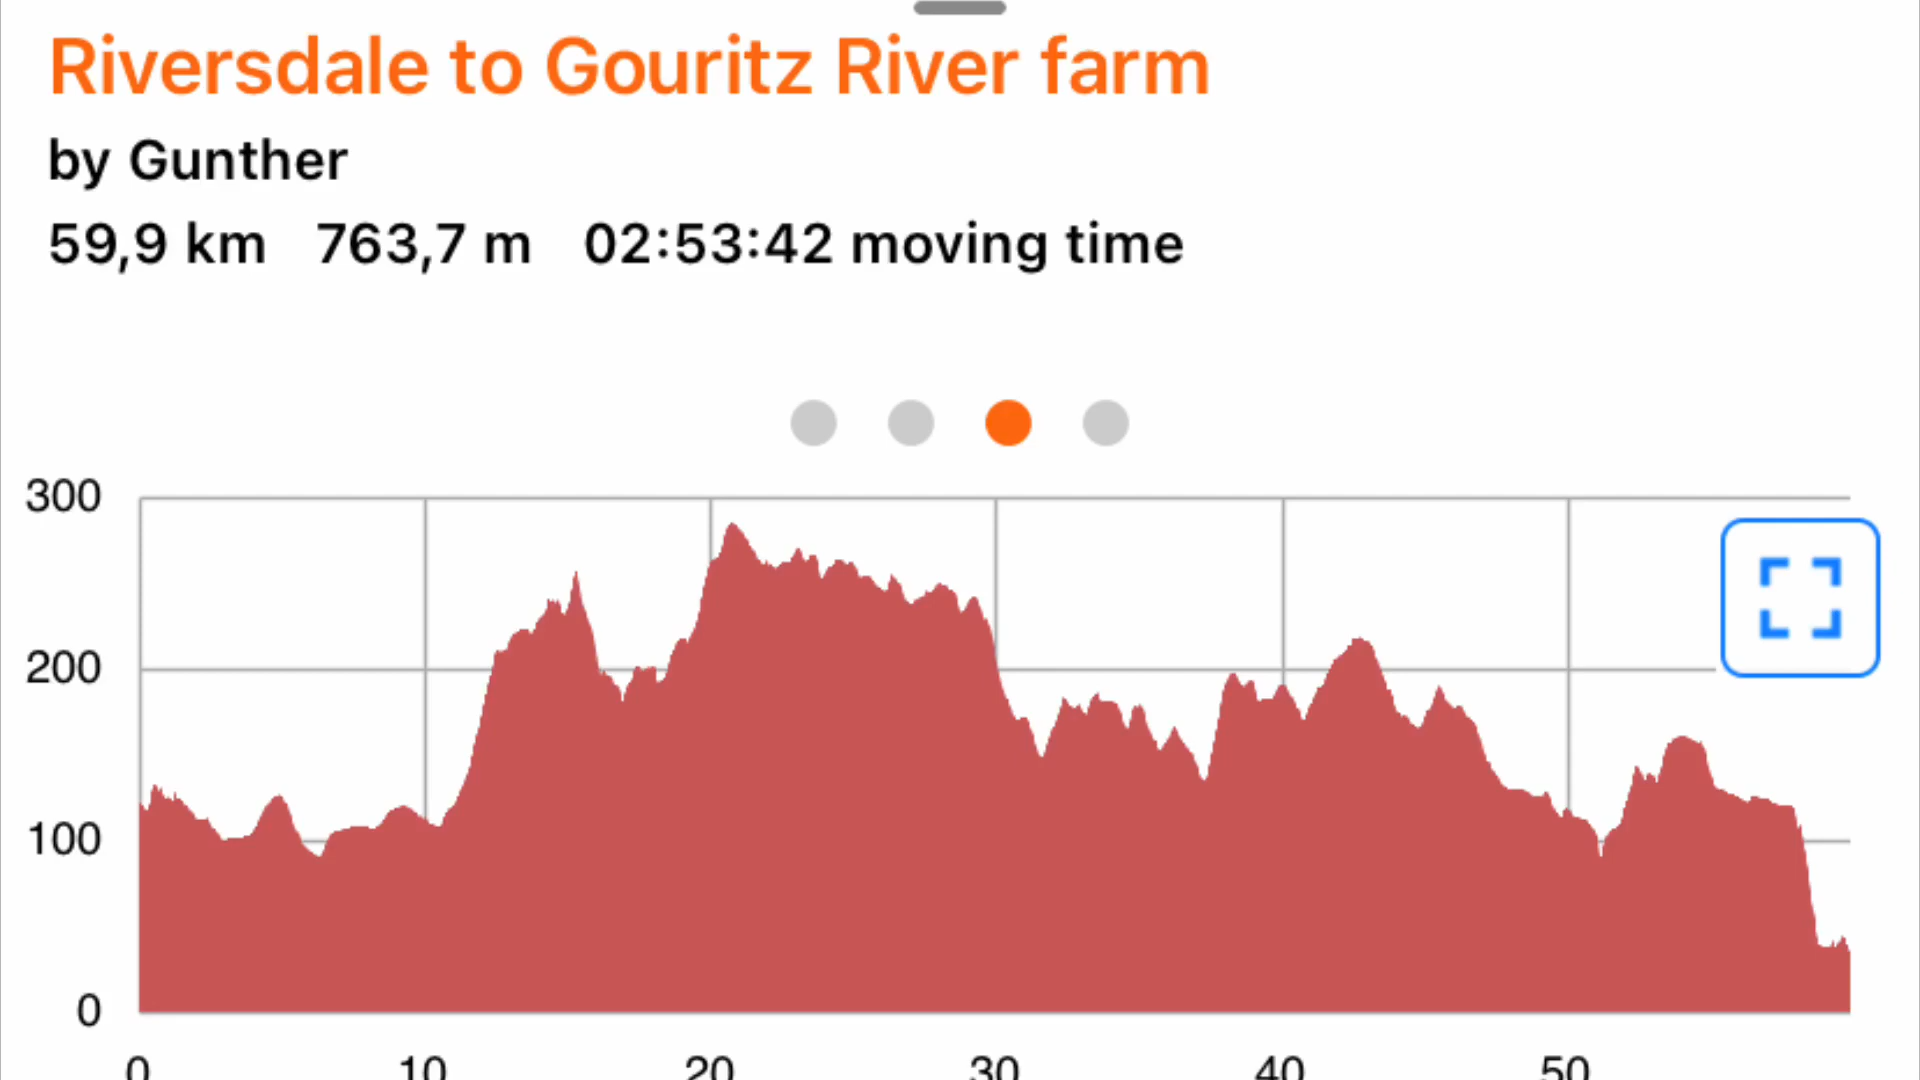 Riversdale to Gouritz River farm
by Gunther
59,9 km 763,7 m 02:53:42 moving time
300
200
100
0
0 10 20 30 40 50